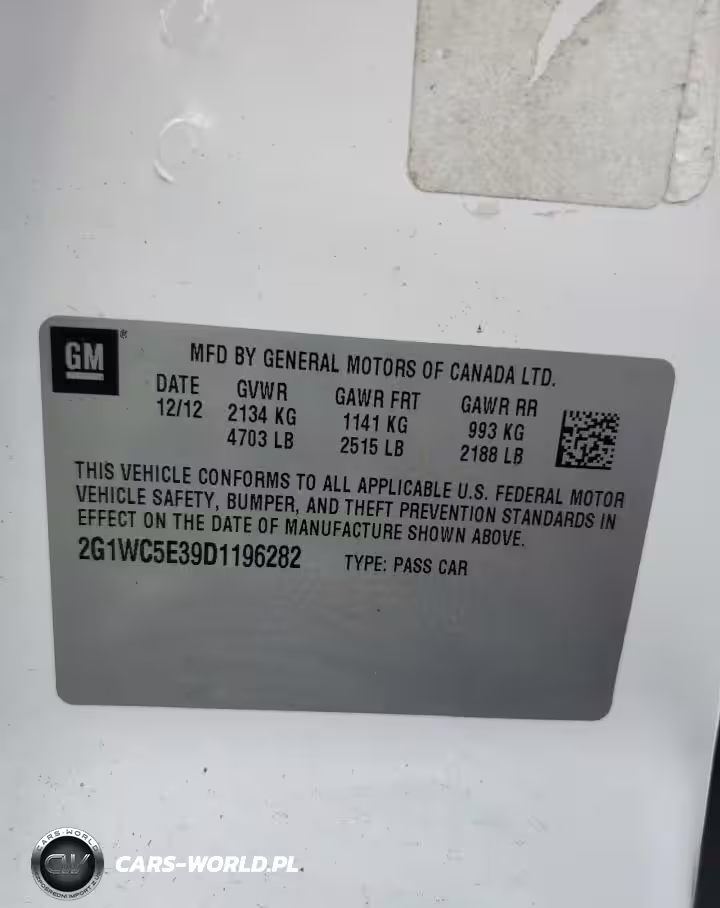 GM ®
MFD BY GENERAL MOTORS OF CANADA LTD.
DATE GVWR GAWR FRT GAWR RR
12/12 2134 KG 1141 KG 993 KG
4703 LB 2515 LB 2188 LB
THIS VEHICLE CONFORMS TO ALL APPLICABLE U.S. FEDERAL MOTOR
VEHICLE SAFETY, BUMPER, AND THEFT PREVENTION STANDARDS IN
EFFECT ON THE DATE OF MANUFACTURE SHOWN ABOVE.
2G1WC5E39D1196282 TYPE: PASS CAR
CARS-WORLD
CW
CARS-WORLD.PL